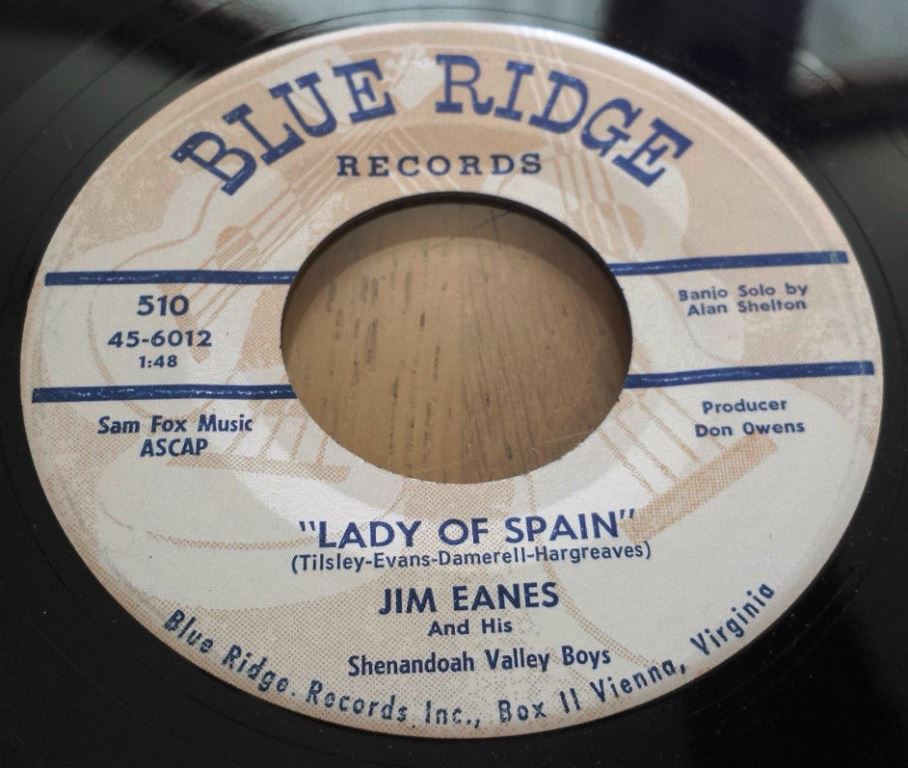 BLUE RIDGE
RECORDS
510
45-6012
1:48
Banjo Solo by
Alan Shelton
Sam Fox Music
ASCAP
Producer
Don Owens
"LADY OF SPAIN"
(Tilsley-Evans-Damerell-Hargreaves)
JIM EANES
And His
Shenandoah Valley Boys
Blue Ridge Records Inc., Box 11 Vienna, Virginia